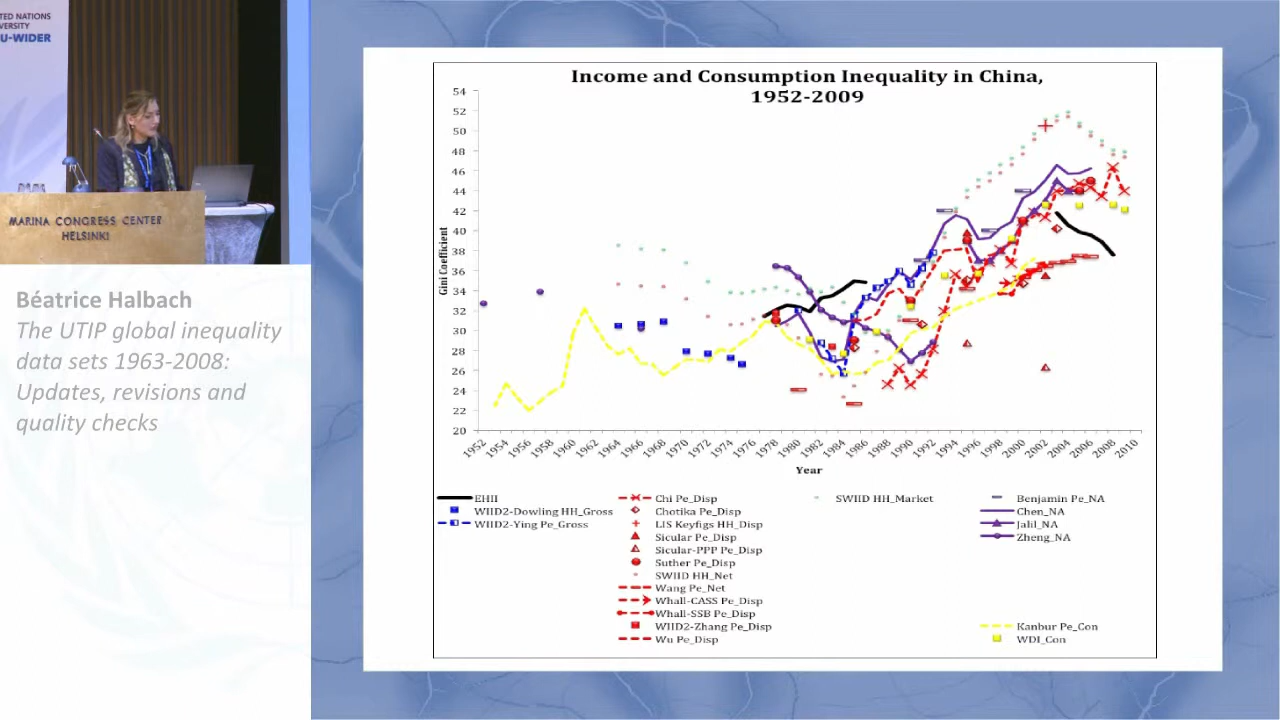 TED NATIONS
VERSITY
U-WIDER
MARINA CONGRESS CENTER
HELSINKI
Béatrice Halbach
The UTIP global inequality
data sets 1963-2008:
Updates, revisions and
quality checks
Income and Consumption Inequality in China,
1952-2009
Gini Coefficient
54
52
50
48
46
44
42
40
38
36
34
32
30
28
26
24
22
20
1952 1954 1956 1958 1960 1962 1964 1966 1968 1970 1972 1974 1976 1978 1980 1982 1984 1986 1988 1990 1992 1994 1996 1998 2000 2002 2004 2006 2008 2010
Year
EHII
WIID2-Dowling HH_Gross
WIID2-Ying Pe_Gross
Chi Pe_Disp
Chotika Pe_Disp
LIS Keyfigs HH_Disp
Sicular Pe_Disp
Sicular-PPP Pe_Disp
Suther Pe_Disp
SWIID HH_Net
Wang Pe_Net
Whall-CASS Pe_Disp
Whall-SSB Pe_Disp
WIID2-Zhang Pe_Disp
Wu Pe_Disp
SWIID HH_Market
Benjamin Pe_NA
Chen_NA
Jalil_NA
Zheng_NA
Kanbur Pe_Con
WDI_Con